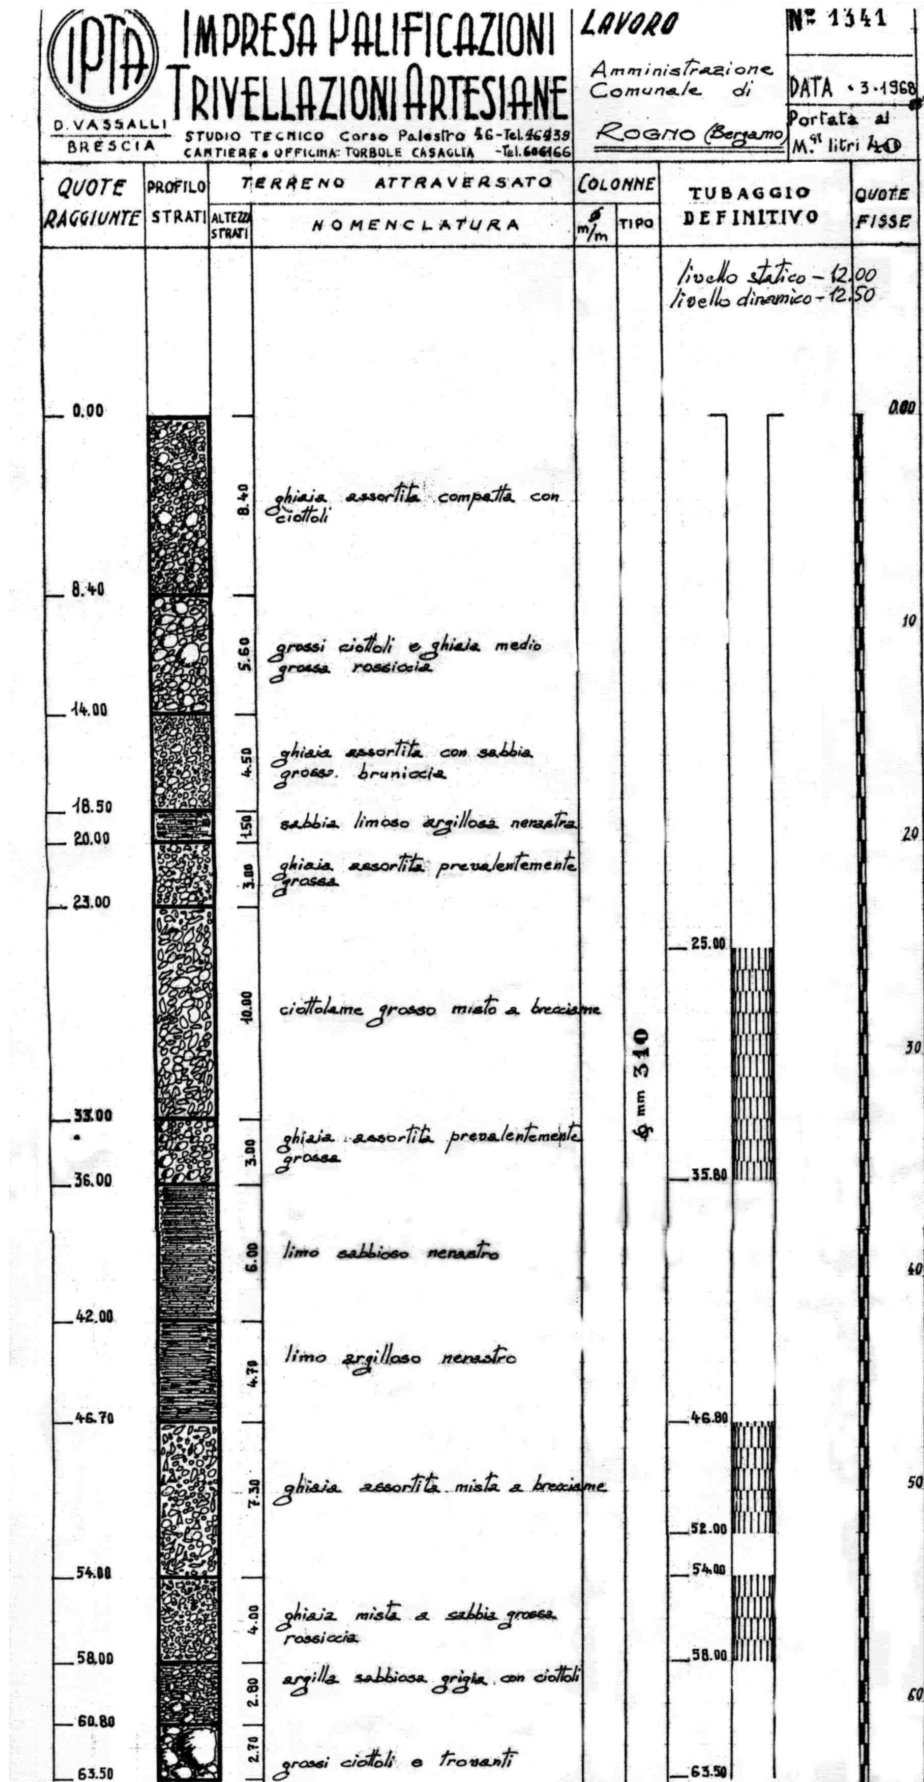 IPTA
D. VASSALLI
BRESCIA
IMPRESA PALIFICAZIONI
TRIVELLAZIONI ARTESIANE
STUDIO TECNICO Corso Palestro 46-Tel. 46439
CANTIERE e OFFICINA: TORBOLE CASAGLIA -Tel. 606166
LAVORO
Amministrazione
Comunale di
ROGNO (Bergamo)
Nº 1341
DATA . 3.1968
Portata al
M.gt litri
QUOTE
RAGGIUNTE
PROFILO
STRATI
TERRENO ATTRAVERSATO
ALTEZZA
STRATI
NOMENCLATURA
COLONNE
ø
m/m
TIPO
TUBAGGIO
DEFINITIVO
QUOTE
FISSE
livello statico - 12.00
livello dinamico - 12.50
0.00
0.00
8.40
ghiaia assortita compatta con
ciottoli
8.40
10
5.60
grossi ciottoli e ghiaia medio
grossa rossiccia
14.00
4.50
ghiaia assortita con sabbia
gross. bruniccia
18.50
1.50
sabbia limoso argillosa nerastra
20.00
20
3.00
ghiaia assortita prevalentemente
grossa
23.00
25.00
10.00
ciottolame grosso misto a brecciame
30
ø mm 310
33.00
3.00
ghiaia assortita prevalentemente
grossa
36.00
35.80
6.00
limo sabbioso nerastro
40
42.00
4.70
limo argilloso nerastro
46.70
46.80
7.30
ghiaia assortita mista a brecciame
50
52.00
54.00
54.00
4.00
ghiaia mista a sabbia grossa
rossiccia
58.00
58.00
2.80
argilla sabbiosa grigia con ciottoli
60
60.80
2.70
grossi ciottoli e trovanti
63.50
63.50